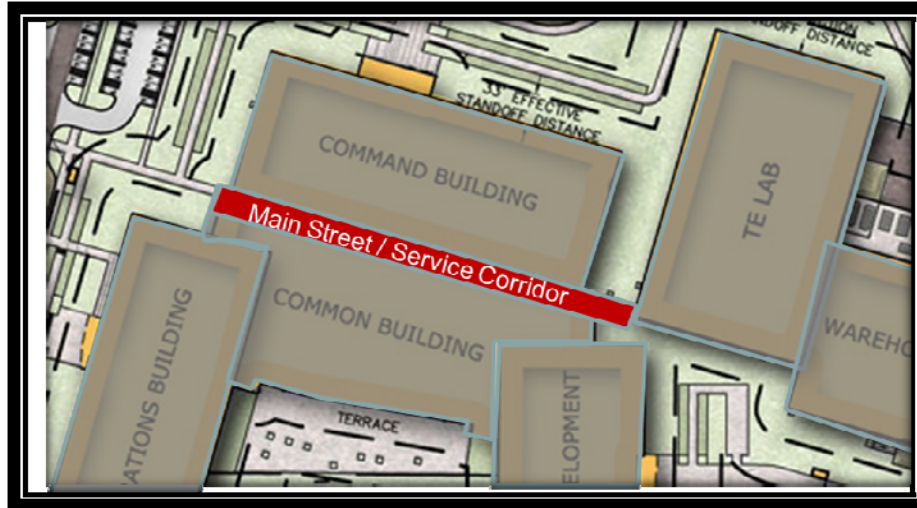 DISTANCE
33' EFFECTIVE
STANDOFF DISTANCE
COMMAND BUILDING
TE LAB
Main Street / Service Corridor
COMMON BUILDING
WAREHO
ATIONS BUILDING
ELOPMENT
TERRACE